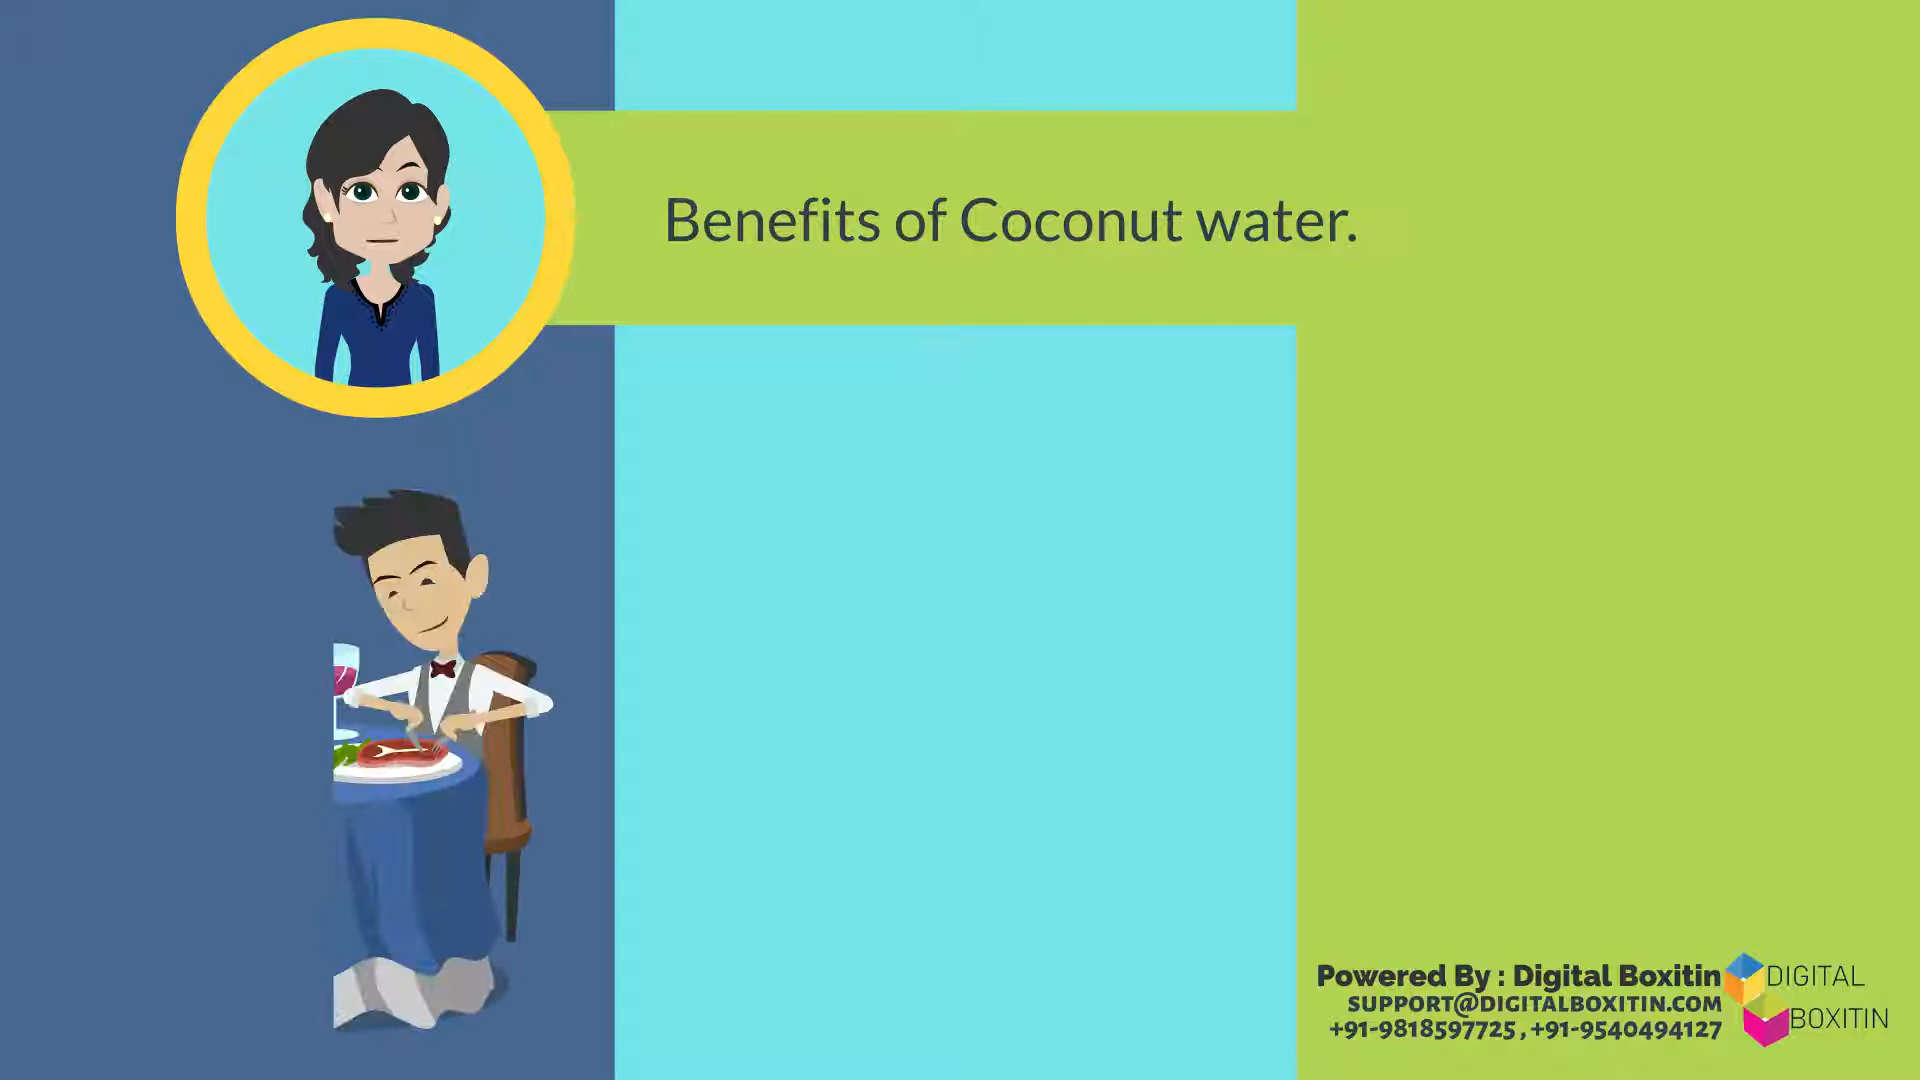 Benefits of Coconut water.
Powered By : Digital Boxitin
SUPPORT@DIGITALBOXITIN.COM
+91-9818597725 , +91-9540494127
DIGITAL
BOXITIN